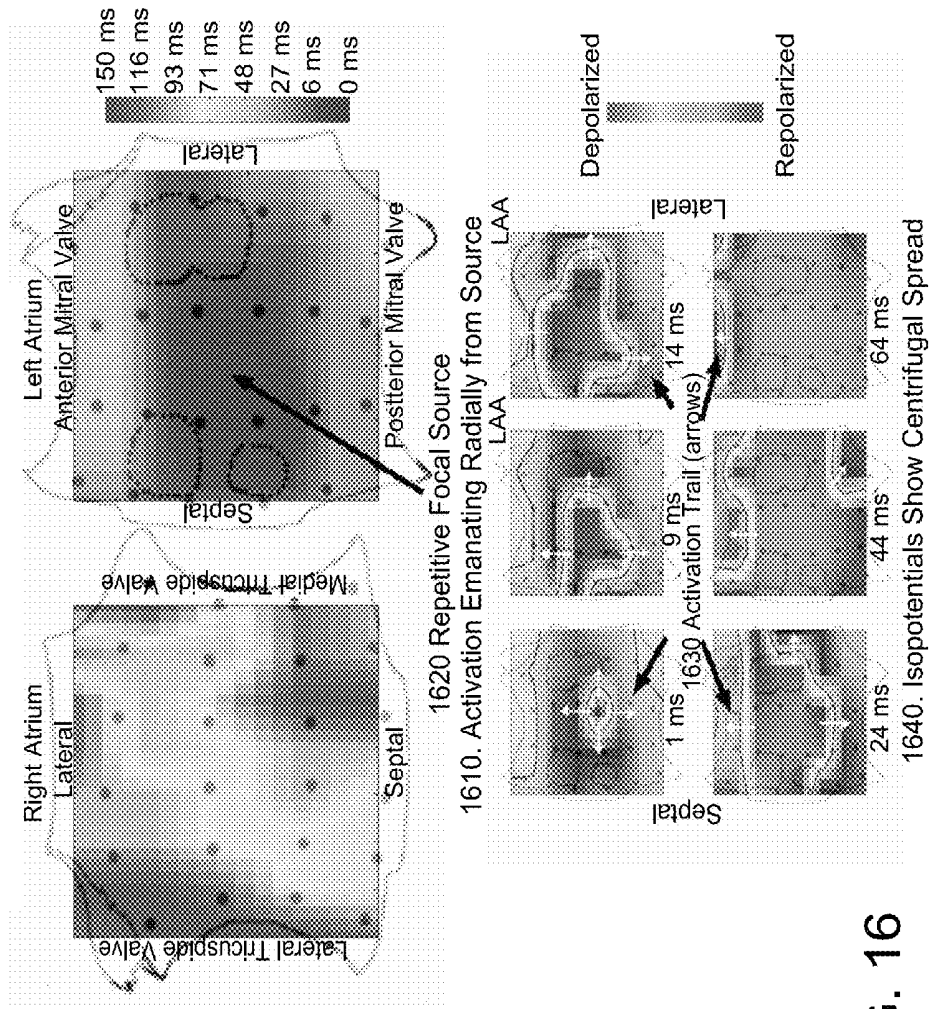 Right Atrium
Lateral
Lateral Tricuspide Valve
Medial Tricuspide Valve
Septal
Left Atrium
Anterior Mitral Valve
Septal
Lateral
Postterior Mitral Valve
150 ms
116 ms
93 ms
71 ms
48 ms
27 ms
6 ms
0 ms
1620 Repetitive Focal Source
1610. Activation Emanating Radially from Source
LAA
LAA
Septal
Lateral
1 ms
9 ms
14 ms
1630 Activation Trail (arrows)
24 ms
44 ms
64 ms
Depolarized
Repolarized
1640. Isopotentials Show Centrifugal Spread
16